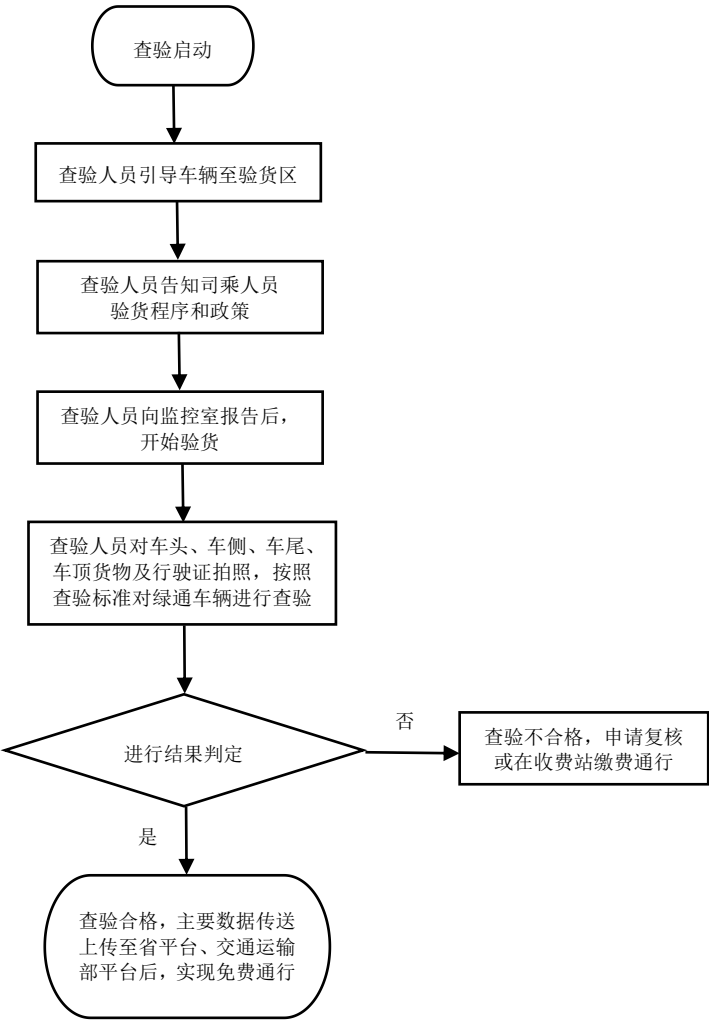 查验启动
查验人员引导车辆至验货区
查验人员告知司乘人员
验货程序和政策
查验人员向监控室报告后，
开始验货
查验人员对车头、车侧、车尾、
车顶货物及行驶证拍照，按照
查验标准对绿通车辆进行查验
进行结果判定
否
查验不合格，申请复核
或在收费站缴费通行
是
查验合格，主要数据传送
上传至省平台、交通运输
部平台后，实现免费通行